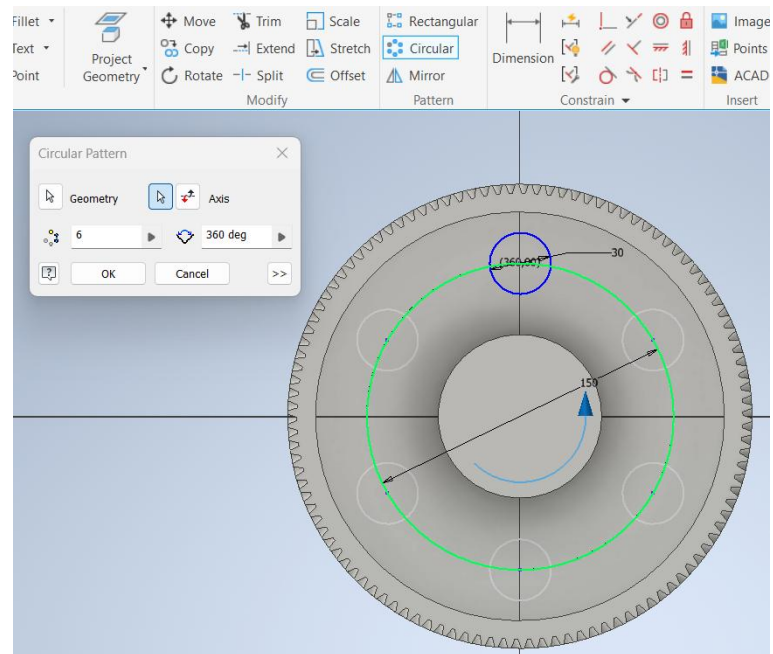 Fillet
Move
Trim
Scale
Rectangular
Image
Text
Project Geometry
Copy
Extend
Stretch
Circular
Dimension
Points
Point
Rotate
Split
Offset
Mirror
ACAD
Modify
Pattern
Constrain
Insert
Circular Pattern
Geometry
Axis
6
360 deg
?
OK
Cancel
>>
(360,00)
30
150